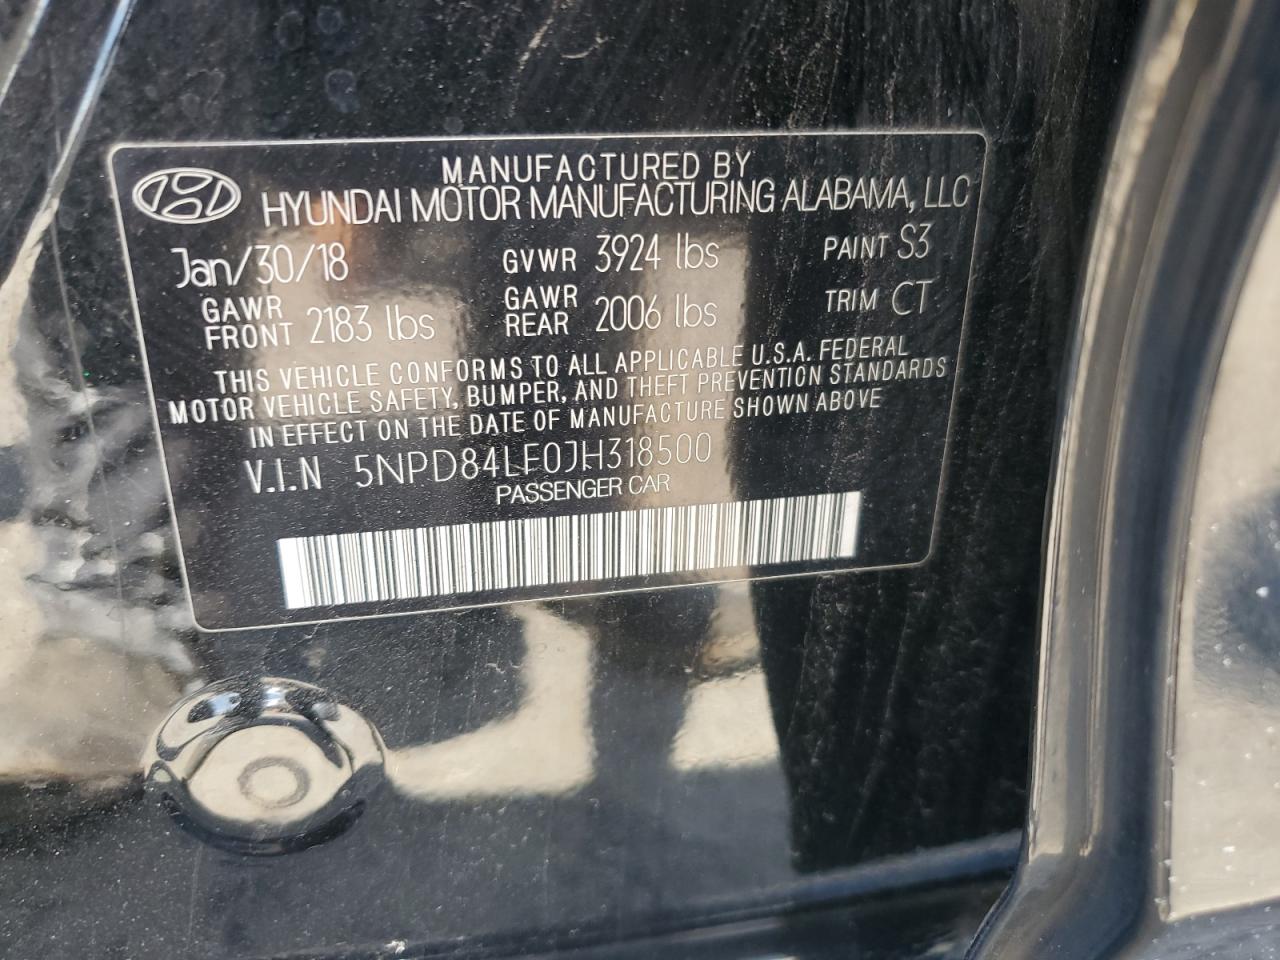 MANUFACTURED BY
HYUNDAI MOTOR MANUFACTURING ALABAMA, LLC
Jan/30/18 GVWR 3924 lbs PAINT S3
GAWR FRONT 2183 lbs GAWR REAR 2006 lbs TRIM CT
THIS VEHICLE CONFORMS TO ALL APPLICABLE U.S.A. FEDERAL
MOTOR VEHICLE SAFETY, BUMPER, AND THEFT PREVENTION STANDARDS
IN EFFECT ON THE DATE OF MANUFACTURE SHOWN ABOVE
V.I.N 5NPD84LF0JH318500
PASSENGER CAR